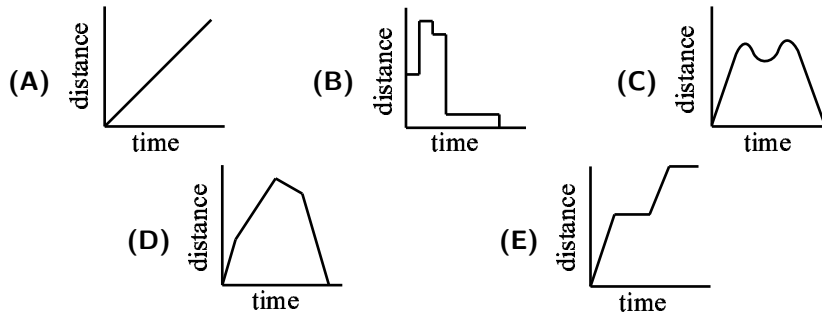 (A) distance time
(B) distance time
(C) distance time
(D) distance time
(E) distance time